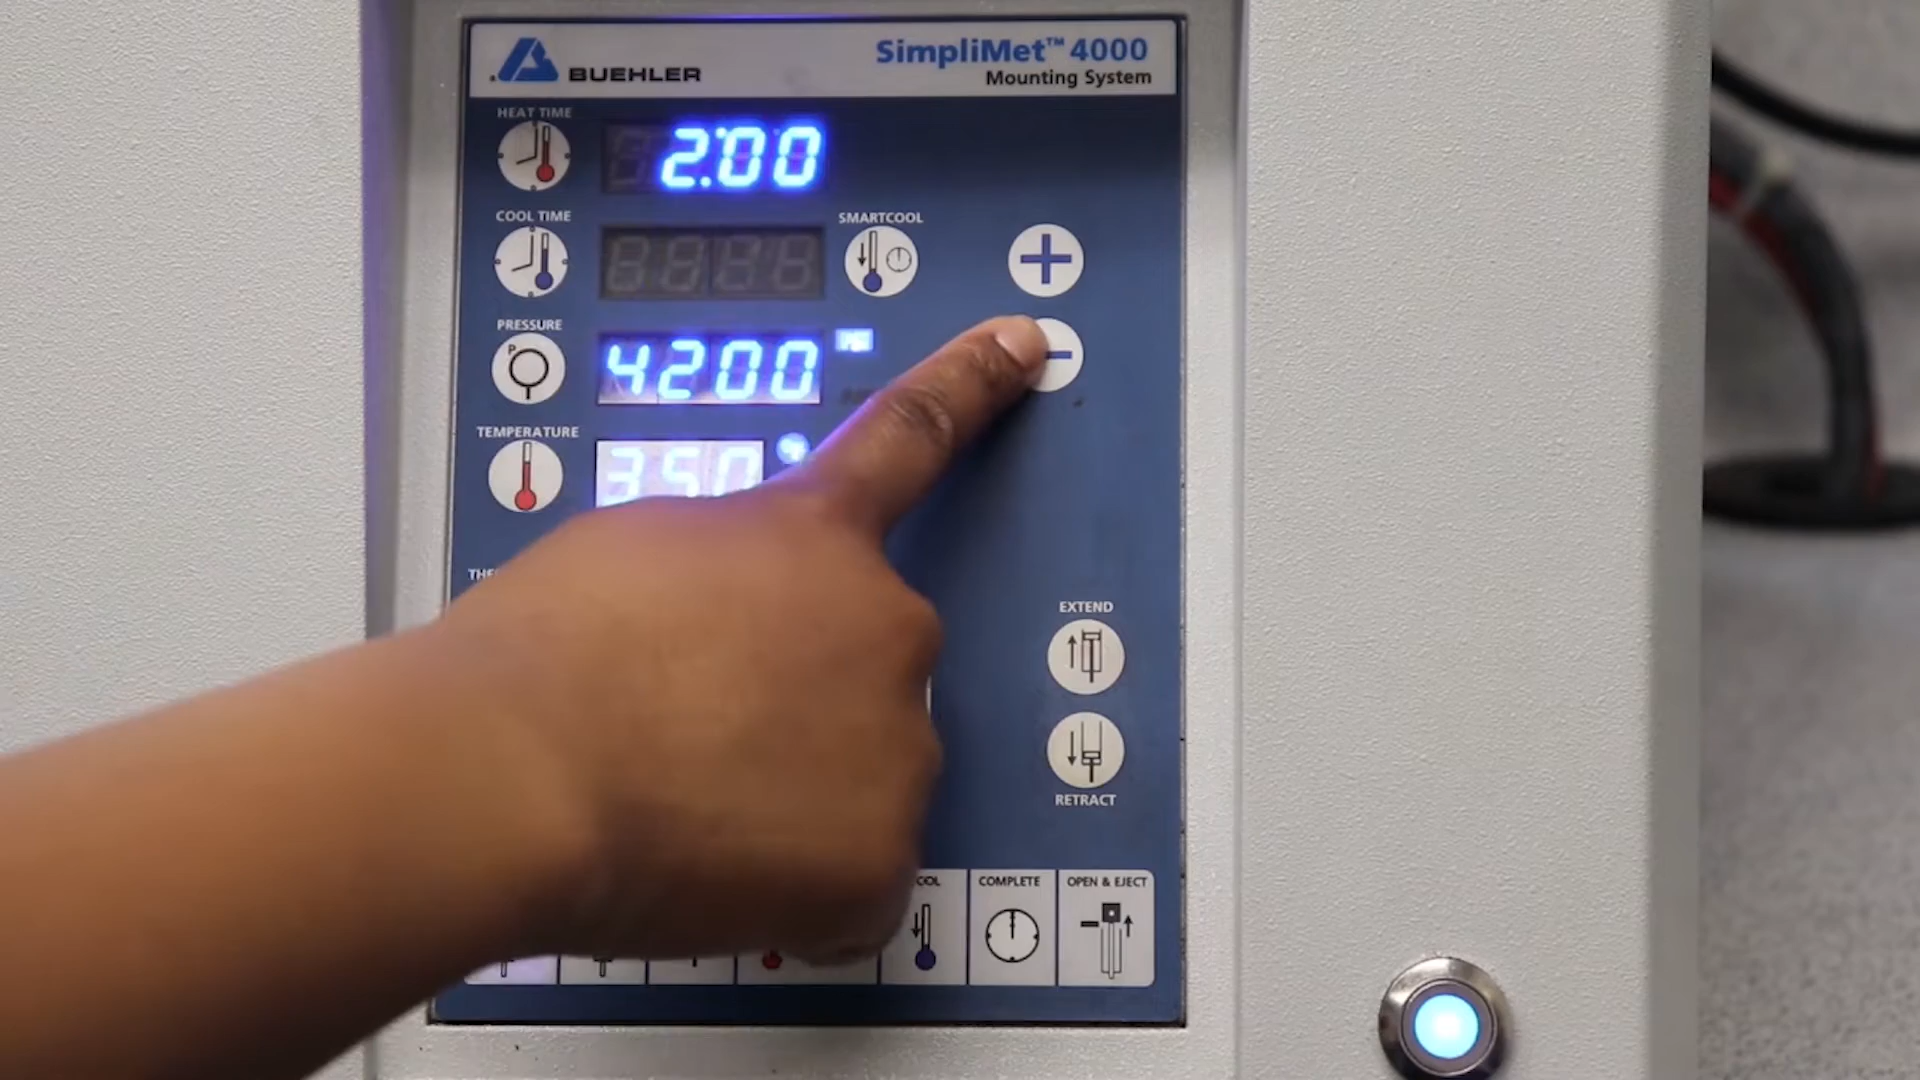 BUEHLER
SimpliMet™ 4000
Mounting System
HEAT TIME
2:00
COOL TIME
SMARTCOOL
PRESSURE
P
4200
PSI
TEMPERATURE
350
EXTEND
RETRACT
COMPLETE
OPEN & EJECT